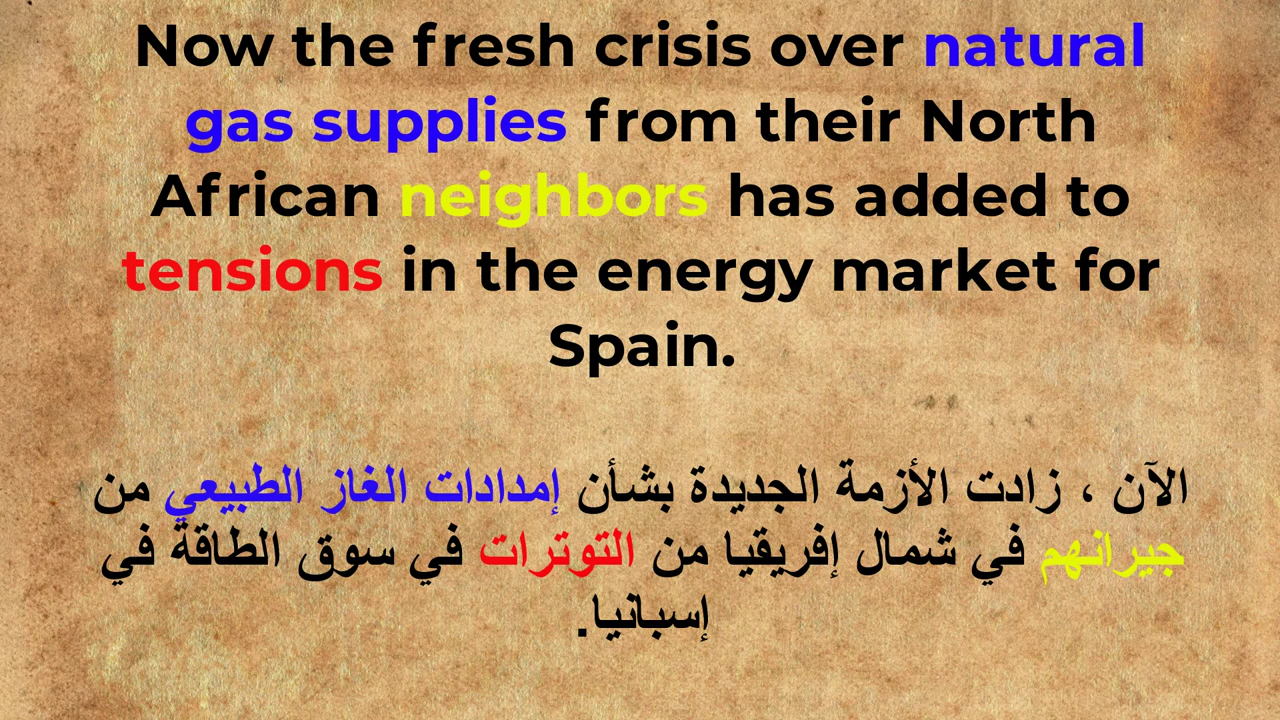 Now the fresh crisis over natural
gas supplies from their North
African neighbors has added to
tensions in the energy market for
Spain.
الآن ، زادت الأزمة الجديدة بشأن إمدادات الغاز الطبيعي من
جيرانهم في شمال إفريقيا من التوترات في سوق الطاقة في
إسبانيا.